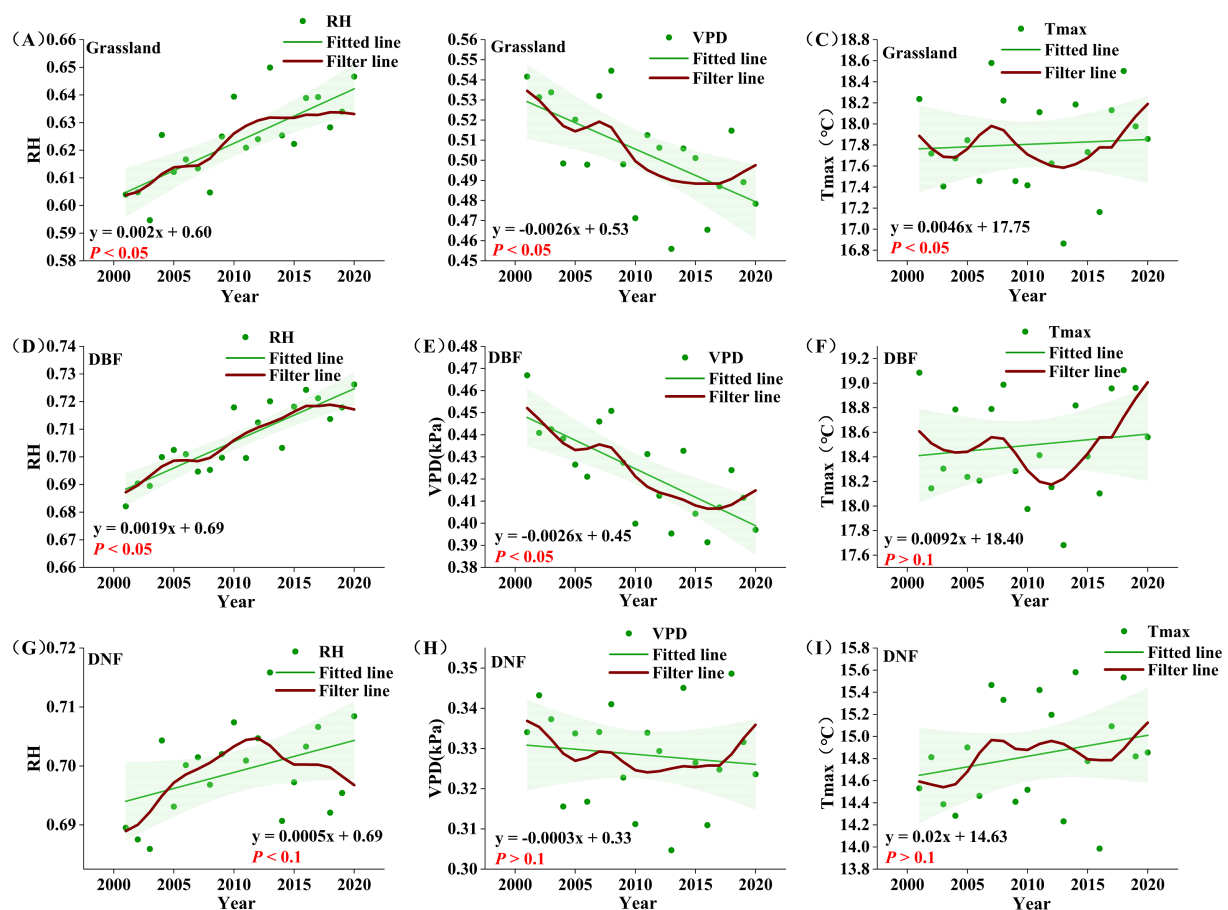 (A)
Grassland
RH
Fitted line
Filter line
0.66
0.65
0.64
0.63
0.62
0.61
0.60
0.59
0.58
RH
y = 0.002x + 0.60
P < 0.05
2000 2005 2010 2015 2020
Year
Grassland
VPD
Fitted line
Filter line
0.56
0.55
0.54
0.53
0.52
0.51
0.50
0.49
0.48
0.47
0.46
0.45
y = -0.0026x + 0.53
P < 0.05
2000 2005 2010 2015 2020
Year
(C)
Grassland
Tmax
Fitted line
Filter line
18.8
18.6
18.4
18.2
18.0
17.8
17.6
17.4
17.2
17.0
16.8
Tmax (°C)
y = 0.0046x + 17.75
P < 0.05
2000 2005 2010 2015 2020
Year
(D)
DBF
RH
Fitted line
Filter line
0.74
0.73
0.72
0.71
0.70
0.69
0.68
0.67
0.66
RH
y = 0.0019x + 0.69
P < 0.05
2000 2005 2010 2015 2020
Year
(E)
DBF
VPD
Fitted line
Filter line
0.48
0.47
0.46
0.45
0.44
0.43
0.42
0.41
0.40
0.39
0.38
VPD(kPa)
y = -0.0026x + 0.45
P < 0.05
2000 2005 2010 2015 2020
Year
(F)
DBF
Tmax
Fitted line
Filter line
19.2
19.0
18.8
18.6
18.4
18.2
18.0
17.8
17.6
Tmax (°C)
y = 0.0092x + 18.40
P > 0.1
2000 2005 2010 2015 2020
Year
(G)
RH
Fitted line
Filter line
0.72
0.71
0.70
0.69
RH
y = 0.0005x + 0.69
P < 0.1
2000 2005 2010 2015 2020
Year
(H)
DNF
VPD
Fitted line
Filter line
0.35
0.34
0.33
0.32
0.31
0.30
VPD(kPa)
y = -0.0003x + 0.33
P > 0.1
2000 2005 2010 2015 2020
Year
(I)
DNF
Tmax
Fitted line
Filter line
15.8
15.6
15.4
15.2
15.0
14.8
14.6
14.4
14.2
14.0
13.8
Tmax (°C)
y = 0.02x + 14.63
P > 0.1
2000 2005 2010 2015 2020
Year
DNF